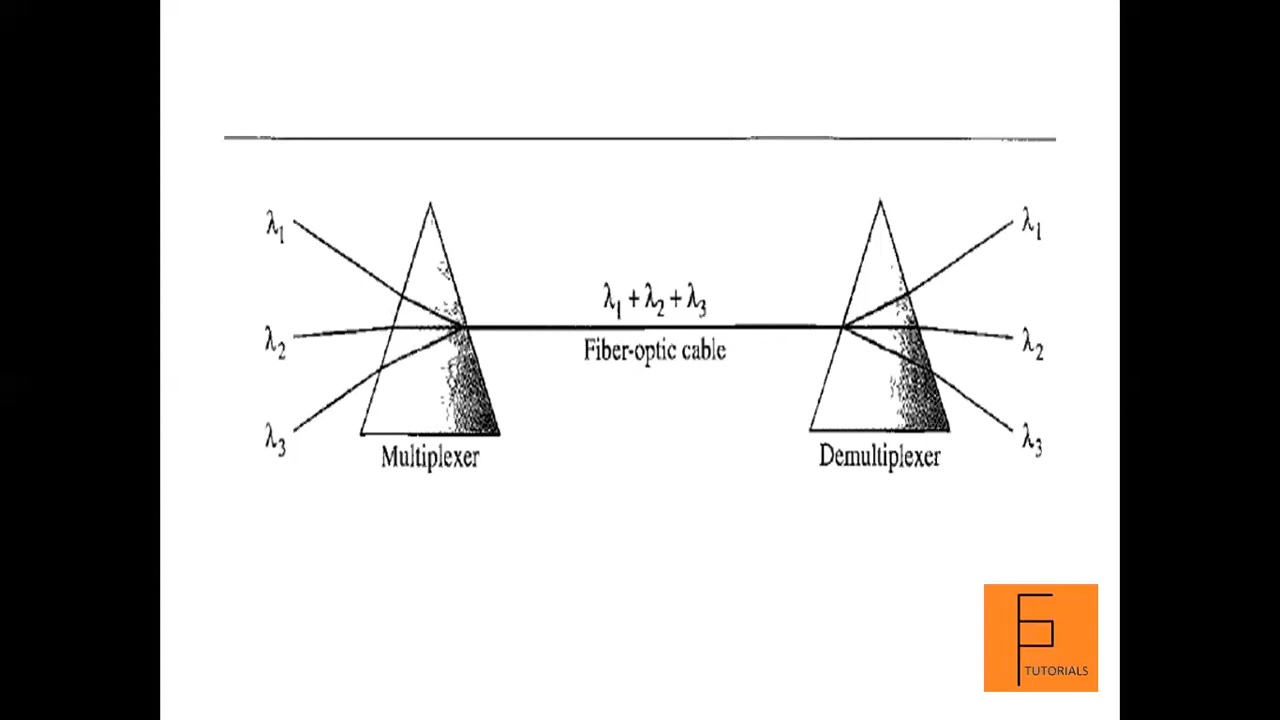 λ1
λ1
λ1 + λ2 + λ3
λ2
Fiber-optic cable
λ2
λ3
λ3
Multiplexer
Demultiplexer
TUTORIALS